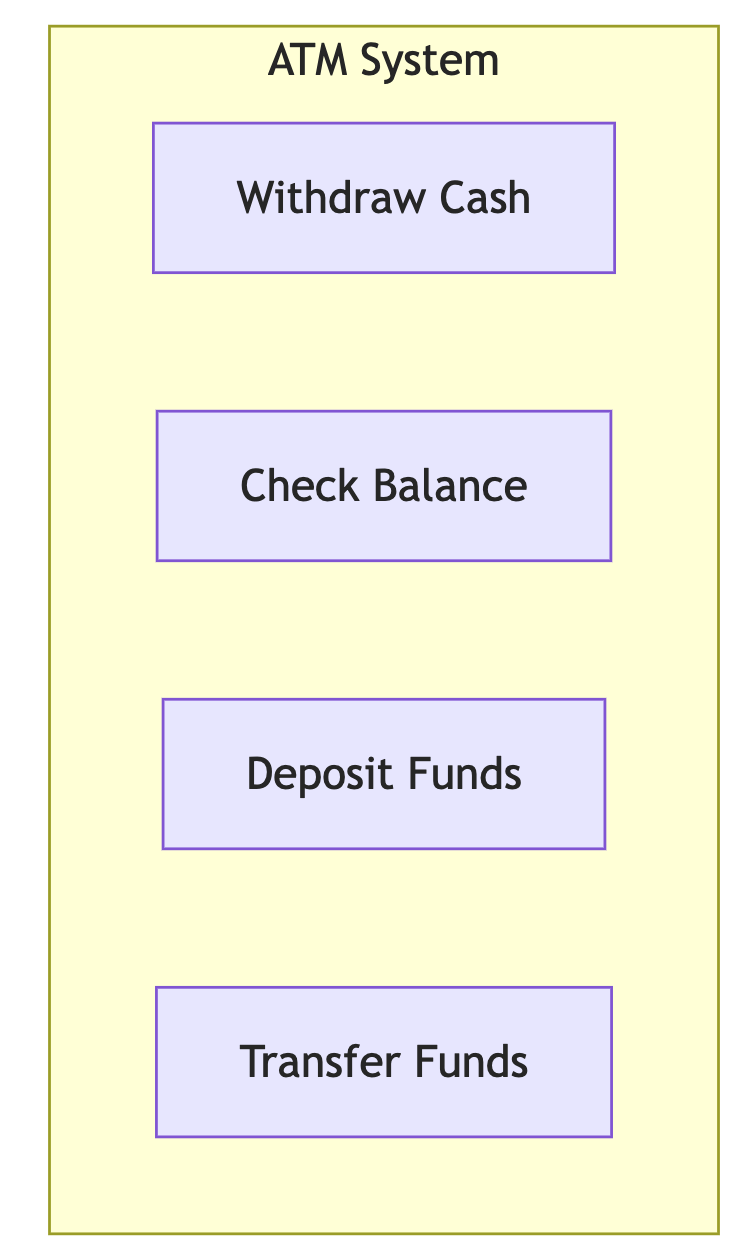 ATM System
Withdraw Cash
Check Balance
Deposit Funds
Transfer Funds